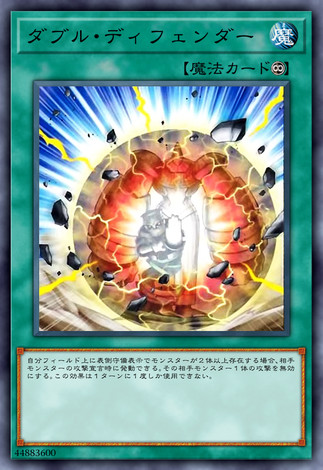 ダブル・ディフェンダー
魔
【魔法カード】
自分フィールド上に表側守備表示でモンスターが２体以上存在する場合、相手
モンスターの攻撃宣言時に発動できる。その相手モンスター１体の攻撃を無効
にする。この効果は１ターンに１度しか使用できない。
44883600